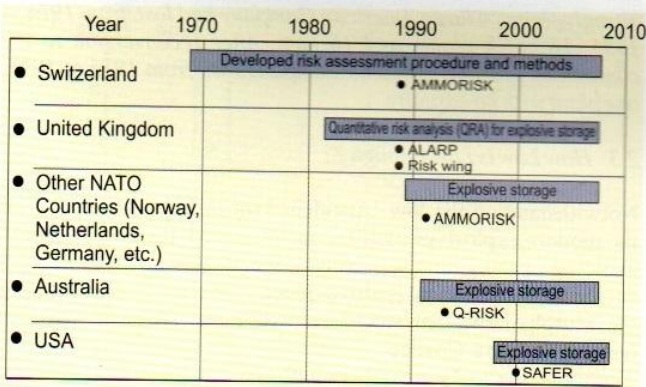 Year 1970 1980 1990 2000 2010
● Switzerland
Developed risk assessment procedure and methods
● AMMORISK
● United Kingdom
Quantitative risk analysis (QRA) for explosive storage
● ALARP
● Risk wing
● Other NATO
Countries (Norway,
Netherlands,
Germany, etc.)
Explosive storage
● AMMORISK
● Australia
Explosive storage
● Q-RISK
● USA
Explosive storage
● SAFER